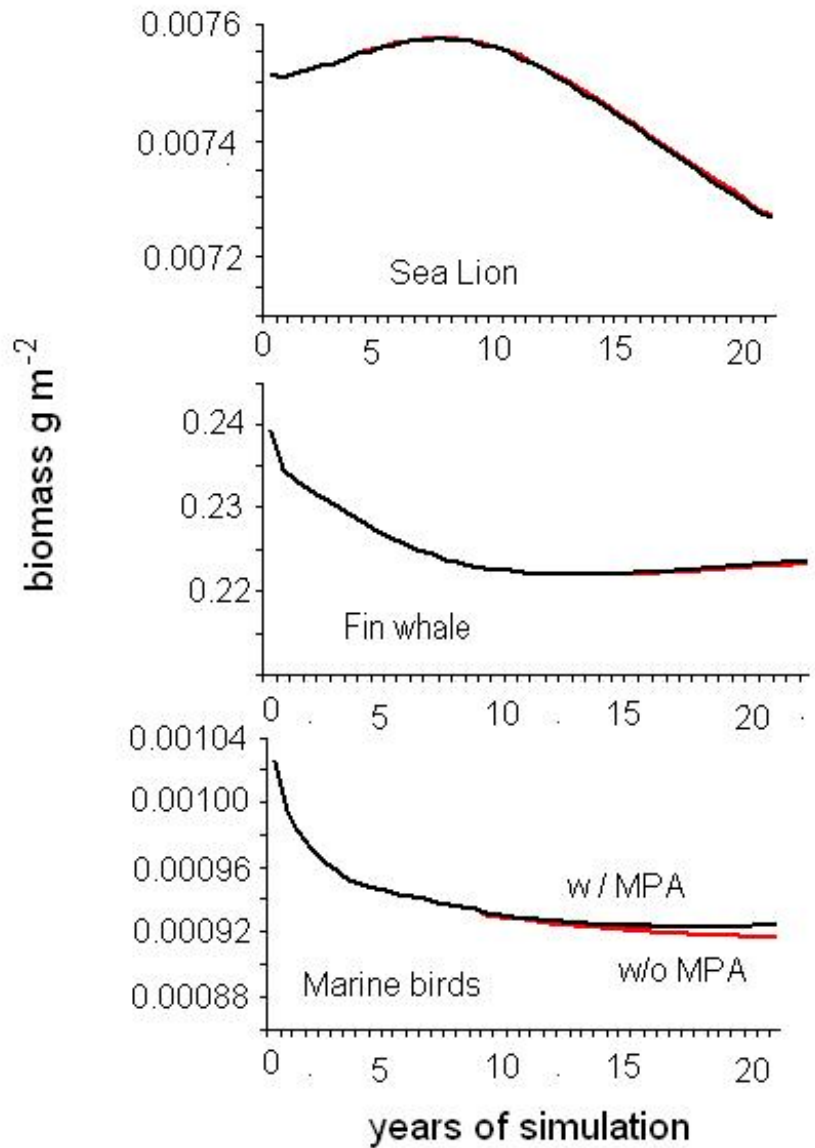 0.0076
0.0074
0.0072
Sea Lion
0 5 10 15 20
biomass g m-2
0.24
0.23
0.22
Fin whale
0 5 10 15 20
0.00104
0.00100
0.00096
0.00092
0.00088
w / MPA
w/o MPA
Marine birds
0 5 10 15 20
years of simulation